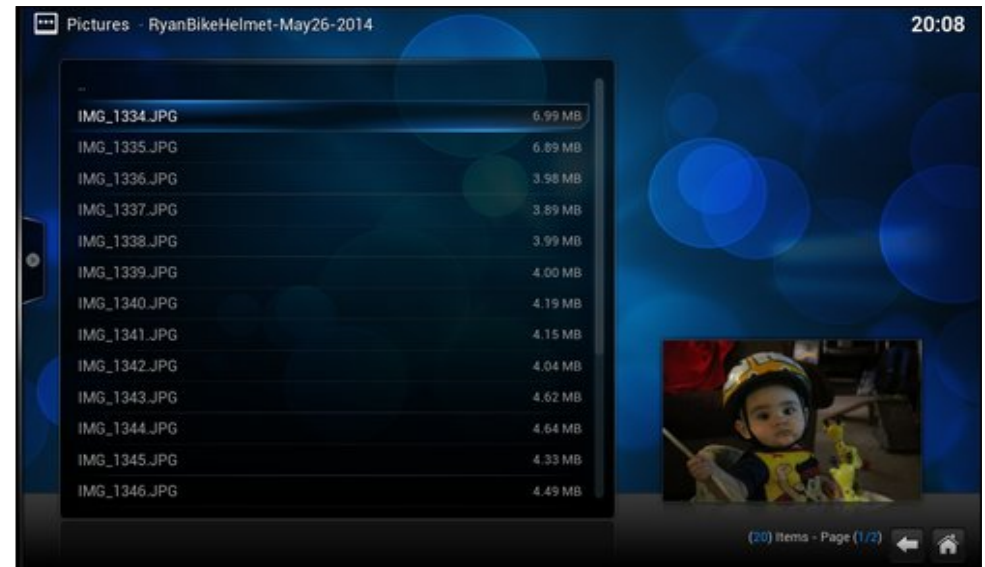 Pictures - RyanBikeHelmet-May26-2014
20:08
..
IMG_1334.JPG 6.99 MB
IMG_1335.JPG 6.89 MB
IMG_1336.JPG 3.98 MB
IMG_1337.JPG 3.89 MB
IMG_1338.JPG 3.99 MB
IMG_1339.JPG 4.00 MB
IMG_1340.JPG 4.19 MB
IMG_1341.JPG 4.15 MB
IMG_1342.JPG 4.04 MB
IMG_1343.JPG 4.62 MB
IMG_1344.JPG 4.64 MB
IMG_1345.JPG 4.33 MB
IMG_1346.JPG 4.49 MB
(20) Items - Page (1/2)